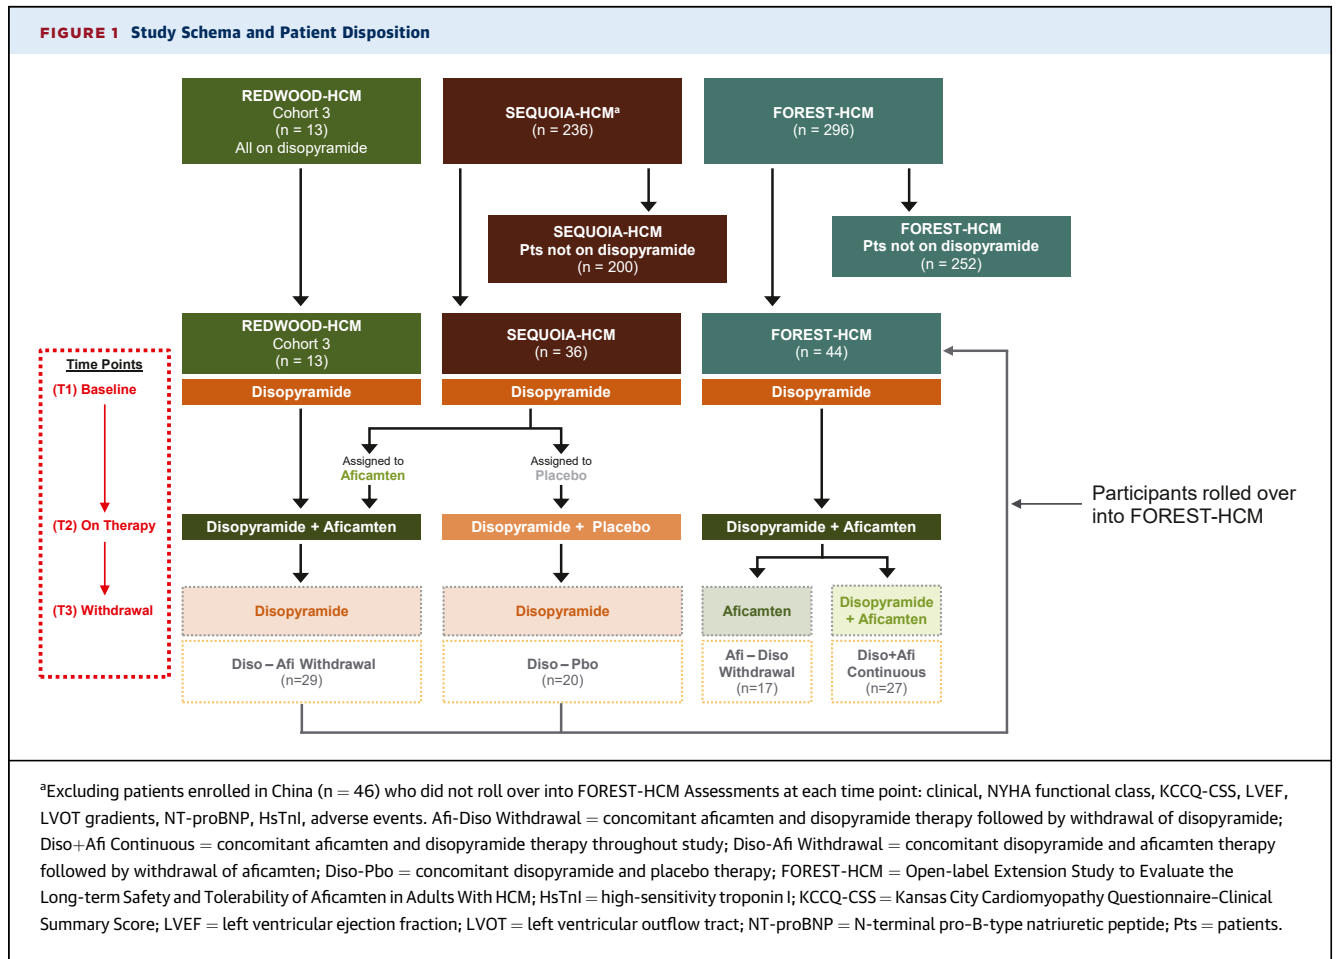 FIGURE 1 Study Schema and Patient Disposition
REDWOOD-HCM
Cohort 3
(n = 13)
All on disopyramide
SEQUOIA-HCMᵃ
(n = 236)
FOREST-HCM
(n = 296)
SEQUOIA-HCM
Pts not on disopyramide
(n = 200)
FOREST-HCM
Pts not on disopyramide
(n = 252)
REDWOOD-HCM
Cohort 3
(n = 13)
SEQUOIA-HCM
(n = 36)
FOREST-HCM
(n = 44)
Time Points
(T1) Baseline
Disopyramide
Disopyramide
Disopyramide
Assigned to
Aficamten
Assigned to
Placebo
Participants rolled over
into FOREST-HCM
(T2) On Therapy
Disopyramide + Aficamten
Disopyramide + Placebo
Disopyramide + Aficamten
(T3) Withdrawal
Disopyramide
Disopyramide
Aficamten
Disopyramide
+ Aficamten
Diso – Afi Withdrawal
(n=29)
Diso – Pbo
(n=20)
Afi – Diso
Withdrawal
(n=17)
Diso+Afi
Continuous
(n=27)
ᵃExcluding patients enrolled in China (n = 46) who did not roll over into FOREST-HCM Assessments at each time point: clinical, NYHA functional class, KCCQ-CSS, LVEF,
LVOT gradients, NT-proBNP, HsTnI, adverse events. Afi-Diso Withdrawal = concomitant aficamten and disopyramide therapy followed by withdrawal of disopyramide;
Diso+Afi Continuous = concomitant aficamten and disopyramide therapy throughout study; Diso-Afi Withdrawal = concomitant disopyramide and aficamten therapy
followed by withdrawal of aficamten; Diso-Pbo = concomitant disopyramide and placebo therapy; FOREST-HCM = Open-label Extension Study to Evaluate the
Long-term Safety and Tolerability of Aficamten in Adults With HCM; HsTnI = high-sensitivity troponin I; KCCQ-CSS = Kansas City Cardiomyopathy Questionnaire–Clinical
Summary Score; LVEF = left ventricular ejection fraction; LVOT = left ventricular outflow tract; NT-proBNP = N-terminal pro–B-type natriuretic peptide; Pts = patients.